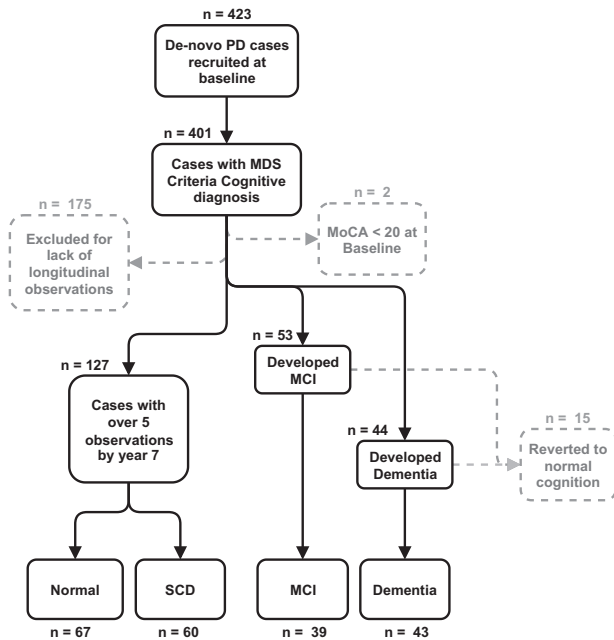 n = 423
De-novo PD cases
recruited at
baseline
n = 401
Cases with MDS
Criteria Cognitive
diagnosis
n = 175
Excluded for
lack of
longitudinal
observations
n = 2
MoCA < 20 at
Baseline
n = 127
Cases with
over 5
observations
by year 7
n = 53
Developed
MCI
n = 44
Developed
Dementia
n = 15
Reverted to
normal
cognition
Normal
SCD
MCI
Dementia
n = 67
n = 60
n = 39
n = 43